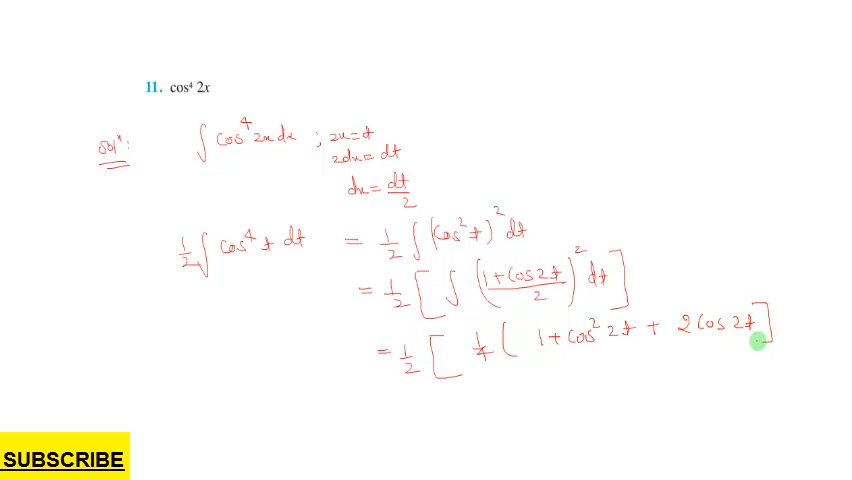 11. cos⁴ 2x
Solⁿ: ∫ cos⁴ 2x dx ; 2x = t
2dx = dt
dx = dt/2
1/2 ∫ cos⁴ t dt = 1/2 ∫ (cos² t)² dt
= 1/2 [ ∫ ( (1 + cos 2t)/2 )² dt ]
= 1/2 [ 1/4 ( 1 + cos² 2t + 2 cos 2t ]
SUBSCRIBE